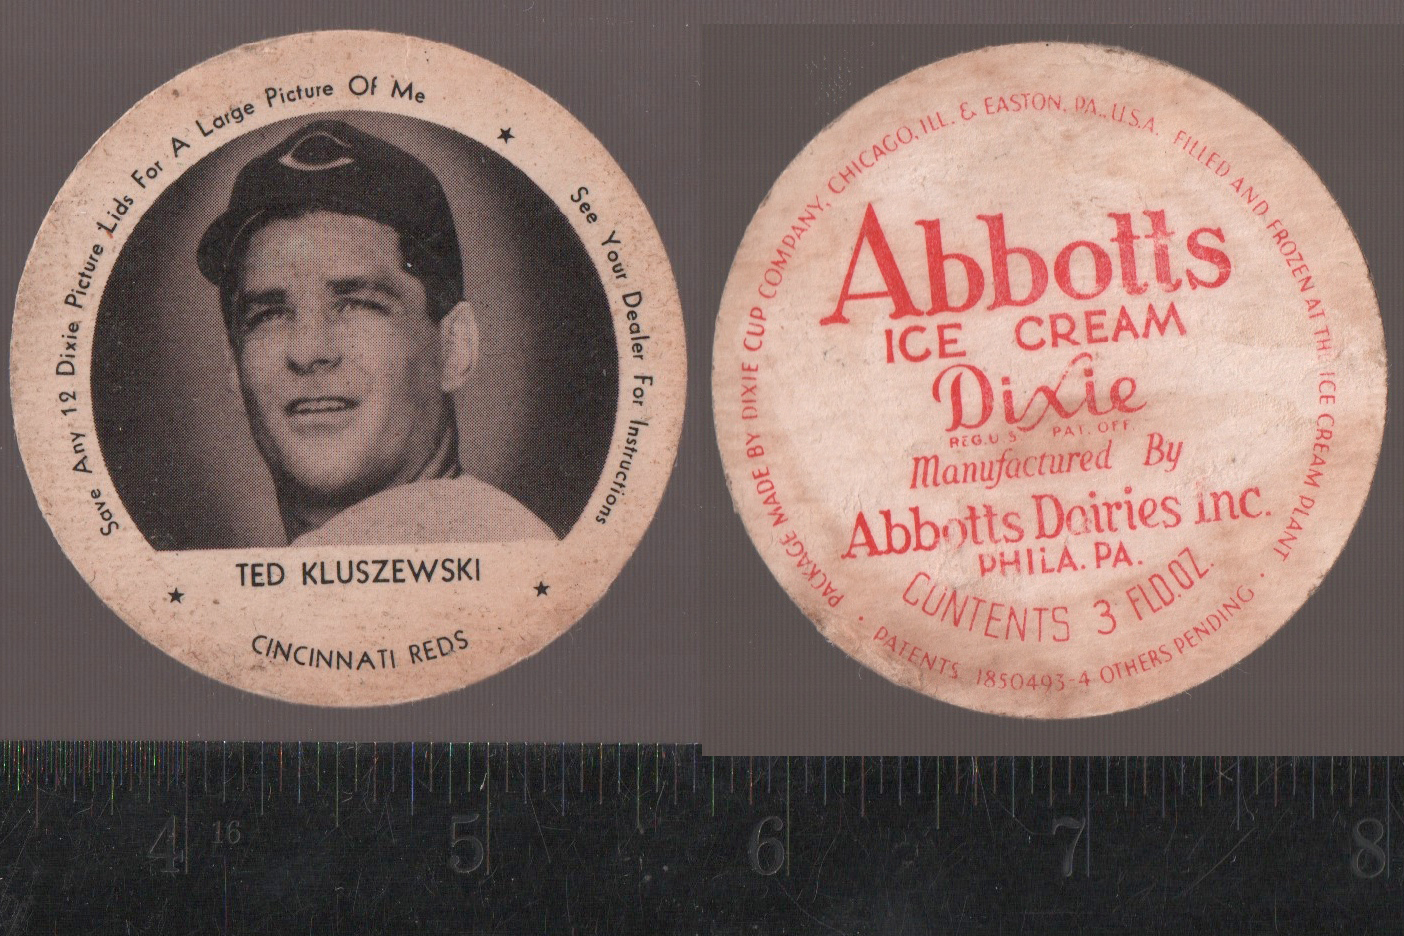 Save Any 12 Dixie Picture Lids For A Large Picture Of Me ★ See Your Dealer For Instructions
TED KLUSZEWSKI
★ ★
CINCINNATI REDS
PACKAGE MADE BY DIXIE CUP COMPANY, CHICAGO, ILL. & EASTON, PA., U.S.A. FILLED AND FROZEN AT THE ICE CREAM PLANT
Abbotts
ICE CREAM
Dixie
REG. U.S. PAT. OFF.
Manufactured By
Abbotts Dairies Inc.
PHILA. PA.
CONTENTS 3 FLD. OZ.
· PATENTS 1850493-4 OTHERS PENDING ·
4 16 5 6 7 8